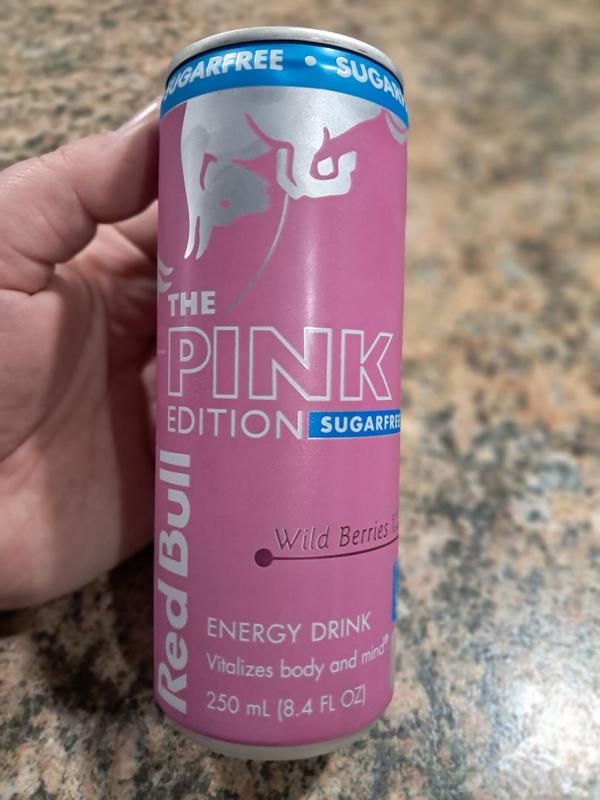 SUGARFREE • SUGAR
THE
PINK
EDITION SUGARFREE
Red Bull
Wild Berries
ENERGY DRINK
Vitalizes body and mind®
250 mL (8.4 FL OZ)